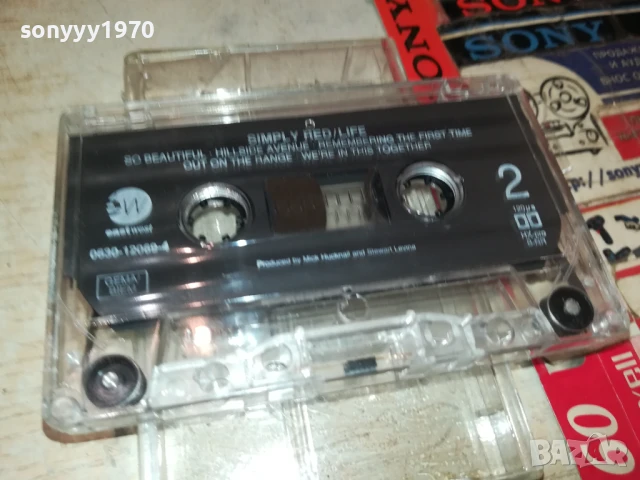 sonyyy1970
SONY
SONY
SIMPLY RED/LIFE
SO BEAUTIFUL · HILLSIDE AVENUE · REMEMBERING THE FIRST TIME
OUT ON THE RANGE · WE'RE IN THIS TOGETHER
eastwest
0630-12069-4
2
GEMA
Produced by Mick Hucknall and Stewart Levine
BAZAR